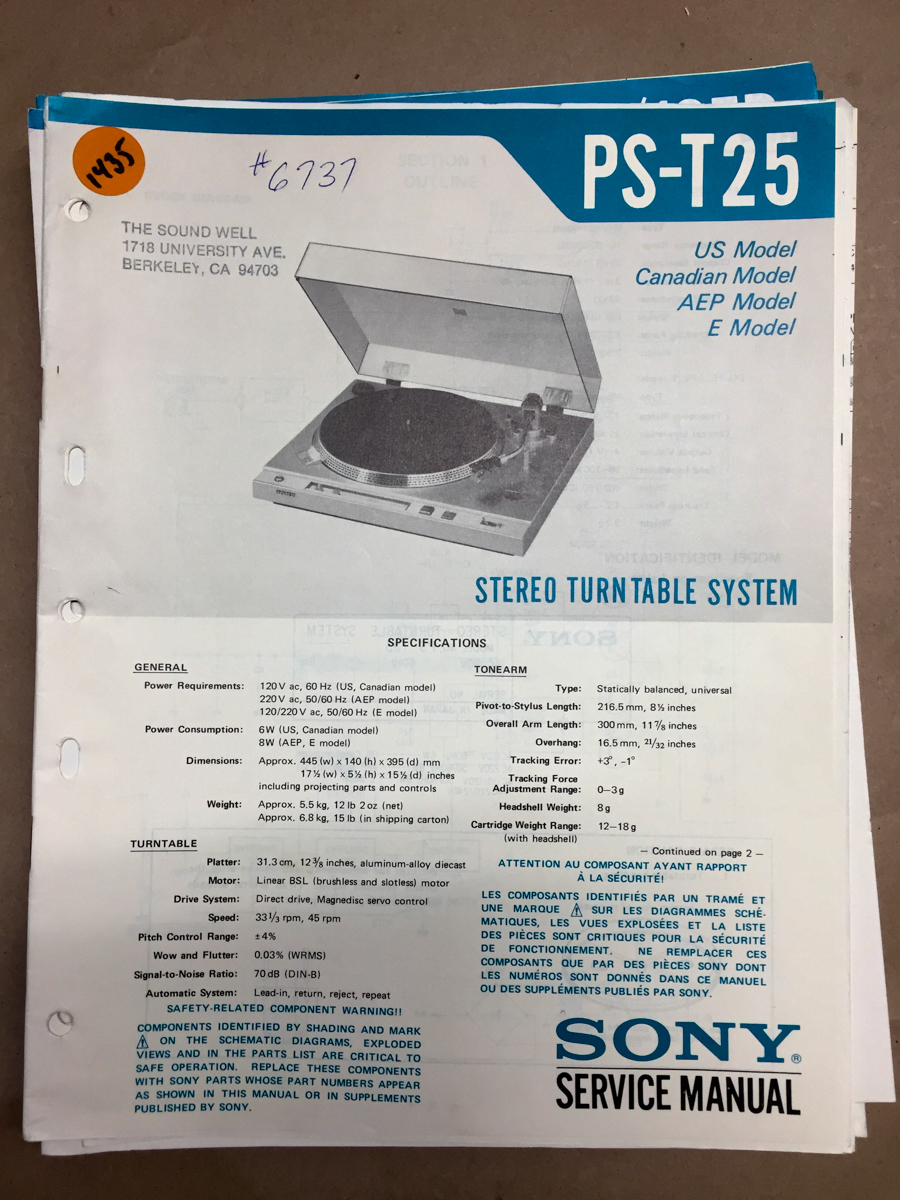 1435
#6737
PS-T25
THE SOUND WELL
1718 UNIVERSITY AVE.
BERKELEY, CA 94703
US Model
Canadian Model
AEP Model
E Model
STEREO TURNTABLE SYSTEM
SPECIFICATIONS
GENERAL
Power Requirements: 120V ac, 60 Hz (US, Canadian model)
220V ac, 50/60 Hz (AEP model)
120/220V ac, 50/60 Hz (E model)
Power Consumption: 6W (US, Canadian model)
8W (AEP, E model)
Dimensions: Approx. 445 (w) x 140 (h) x 395 (d) mm
17½ (w) x 5½ (h) x 15½ (d) inches
including projecting parts and controls
Weight: Approx. 5.5 kg, 12 lb 2 oz (net)
Approx. 6.8 kg, 15 lb (in shipping carton)
TURNTABLE
Platter: 31.3 cm, 12 3/8 inches, aluminum-alloy diecast
Motor: Linear BSL (brushless and slotless) motor
Drive System: Direct drive, Magnedisc servo control
Speed: 33 1/3 rpm, 45 rpm
Pitch Control Range: ±4%
Wow and Flutter: 0.03% (WRMS)
Signal-to-Noise Ratio: 70 dB (DIN-B)
Automatic System: Lead-in, return, reject, repeat
SAFETY-RELATED COMPONENT WARNING!!
COMPONENTS IDENTIFIED BY SHADING AND MARK
⚠ ON THE SCHEMATIC DIAGRAMS, EXPLODED
VIEWS AND IN THE PARTS LIST ARE CRITICAL TO
SAFE OPERATION. REPLACE THESE COMPONENTS
WITH SONY PARTS WHOSE PART NUMBERS APPEAR
AS SHOWN IN THIS MANUAL OR IN SUPPLEMENTS
PUBLISHED BY SONY.
TONEARM
Type: Statically balanced, universal
Pivot-to-Stylus Length: 216.5 mm, 8½ inches
Overall Arm Length: 300 mm, 11 7/8 inches
Overhang: 16.5 mm, 21/32 inches
Tracking Error: +3°, -1°
Tracking Force
Adjustment Range: 0–3 g
Headshell Weight: 8 g
Cartridge Weight Range: 12–18 g
(with headshell)
— Continued on page 2 —
ATTENTION AU COMPOSANT AYANT RAPPORT
À LA SÉCURITÉ!
LES COMPOSANTS IDENTIFIÉS PAR UN TRAMÉ ET
UNE MARQUE ⚠ SUR LES DIAGRAMMES SCHÉ-
MATIQUES, LES VUES EXPLOSÉES ET LA LISTE
DES PIÈCES SONT CRITIQUES POUR LA SÉCURITÉ
DE FONCTIONNEMENT. NE REMPLACER CES
COMPOSANTS QUE PAR DES PIÈCES SONY DONT
LES NUMÉROS SONT DONNÉS DANS CE MANUEL
OU DES SUPPLÉMENTS PUBLIÉS PAR SONY.
SONY®
SERVICE MANUAL